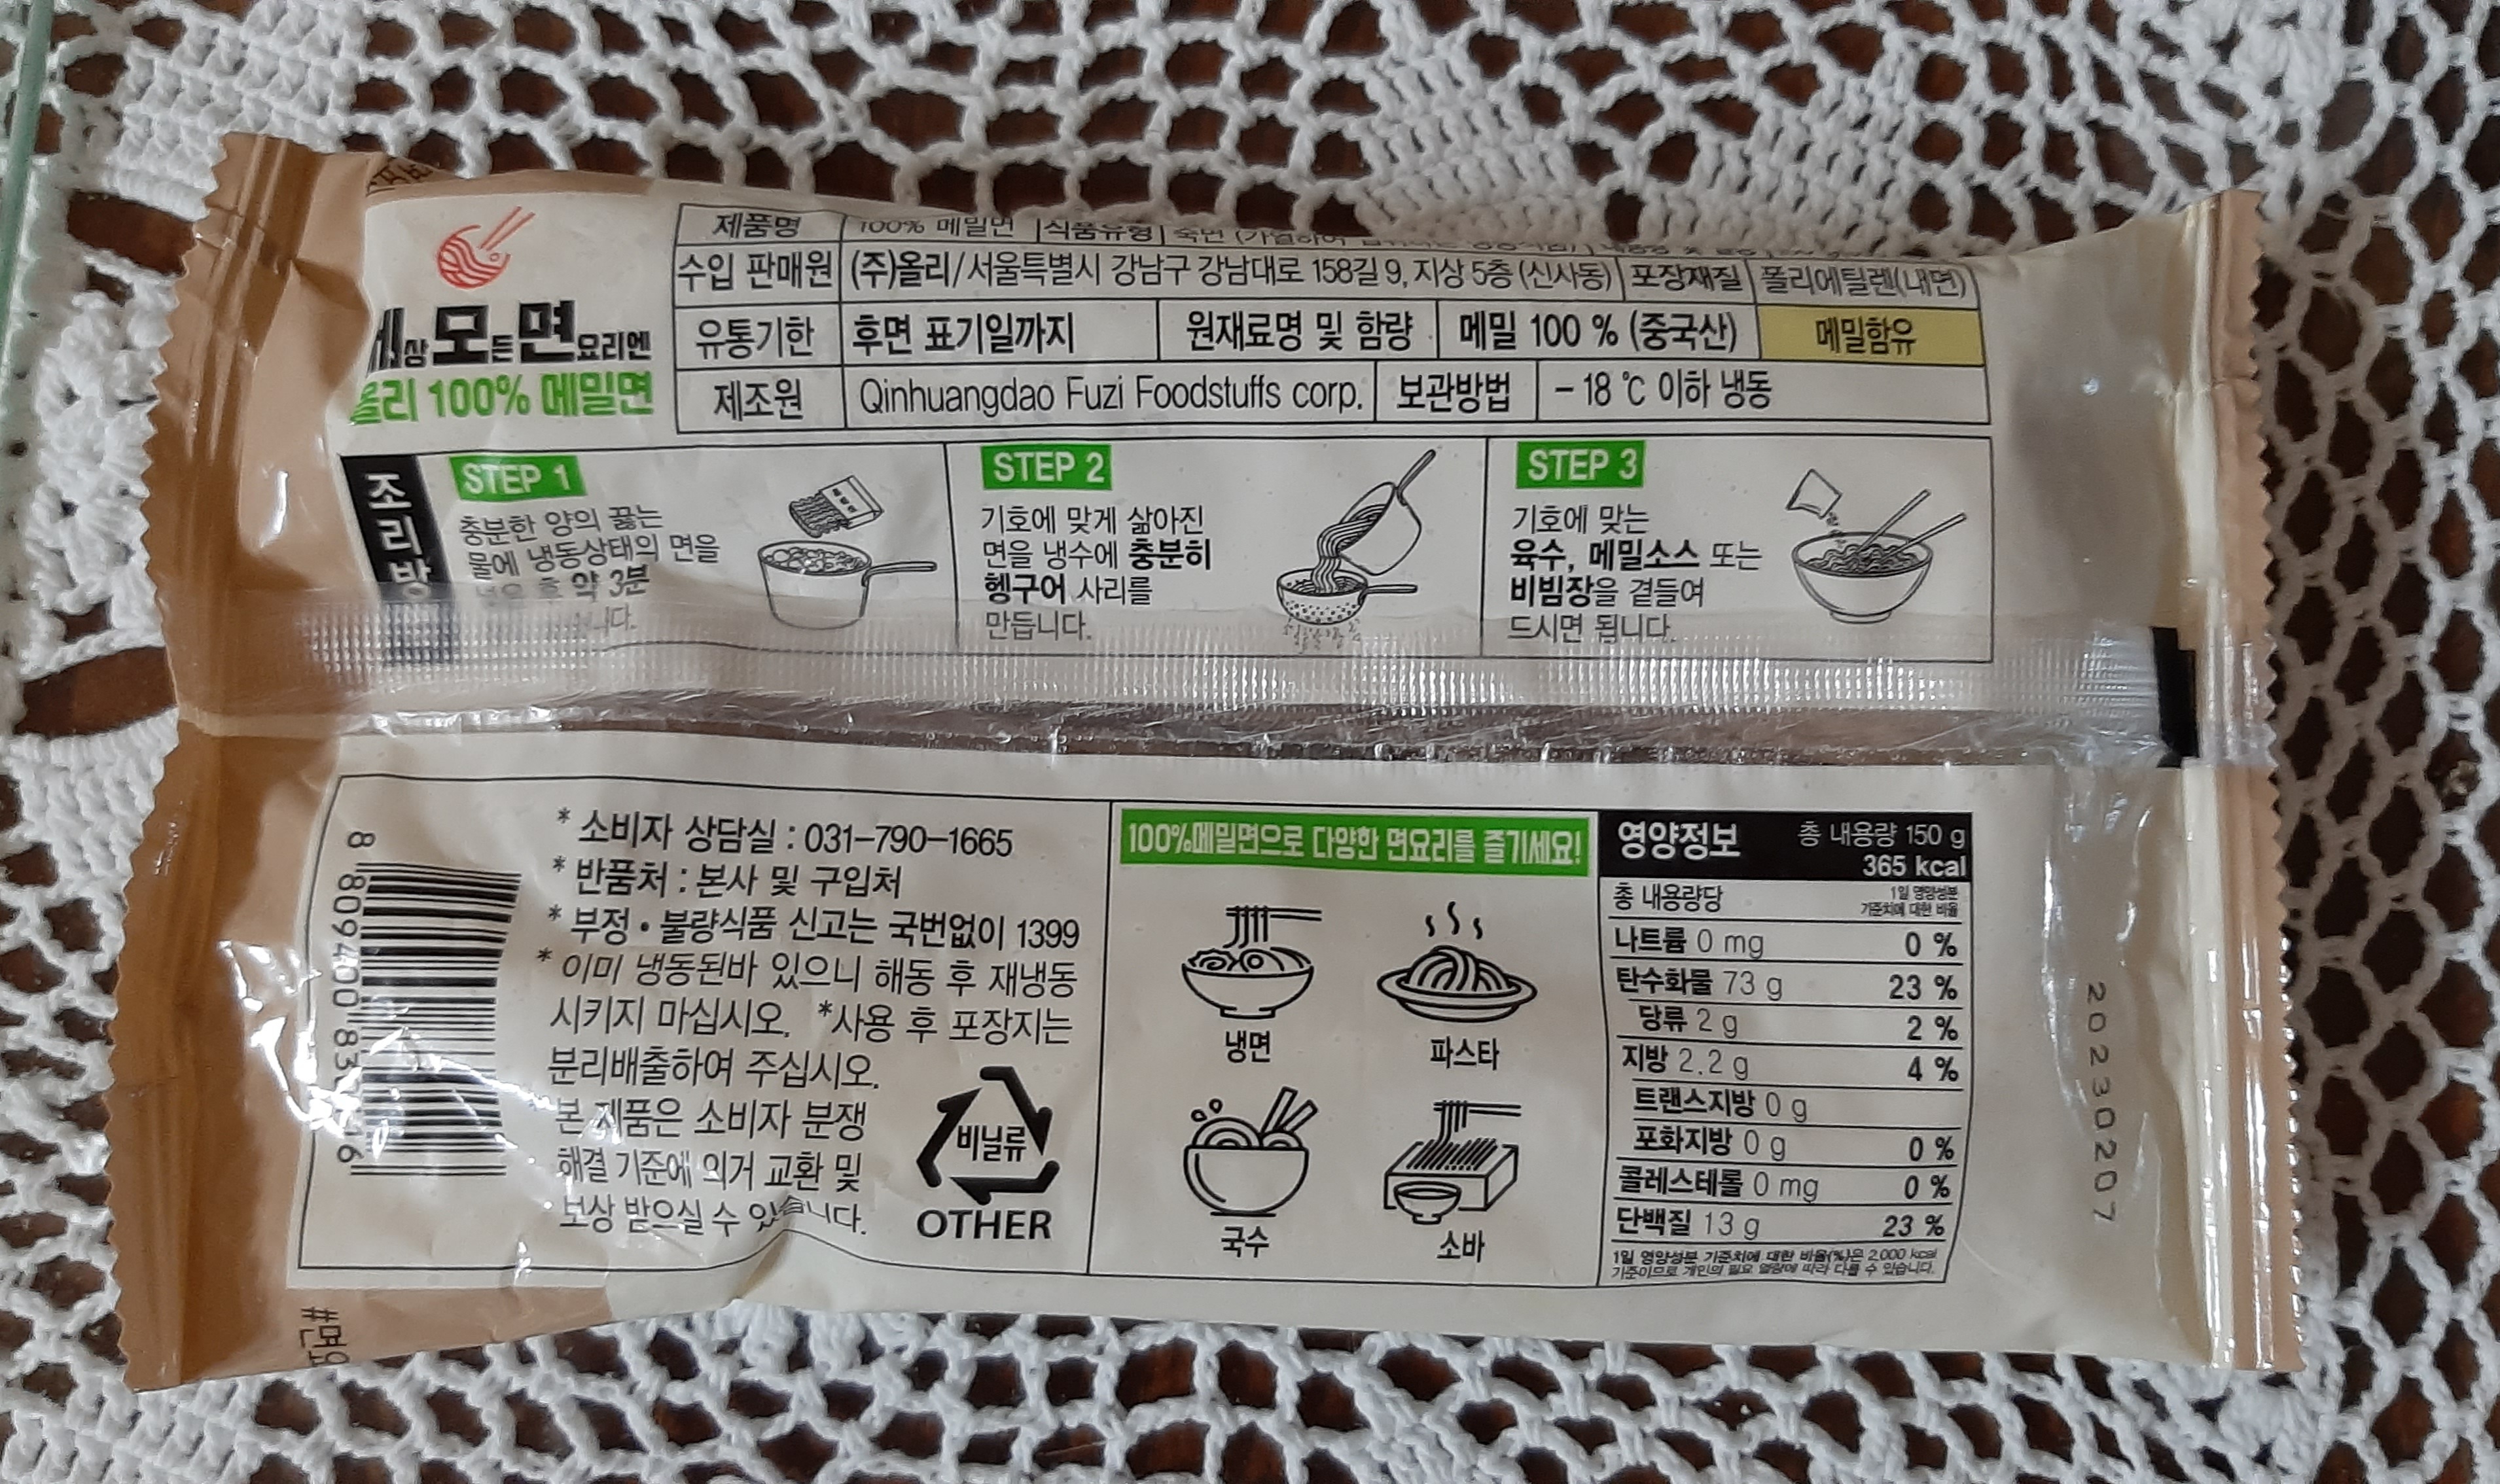 제품명 100% 메밀면 식품유형
수입 판매원 (주)올리/서울특별시 강남구 강남대로 158길 9, 지상 5층 (신사동) 포장재질 폴리에틸렌(내면)
유통기한 후면 표기일까지 원재료명 및 함량 메밀 100 % (중국산) 메밀함유
제조원 Qinhuangdao Fuzi Foodstuffs corp. 보관방법 – 18 ℃ 이하 냉동
세상 모든 면요리엔
올리 100% 메밀면
조리방
STEP 1
충분한 양의 끓는
물에 냉동상태의 면을
넣은 후 약 3분
STEP 2
기호에 맞게 삶아진
면을 냉수에 충분히
헹구어 사리를
만듭니다.
STEP 3
기호에 맞는
육수, 메밀소스 또는
비빔장을 곁들여
드시면 됩니다.
* 소비자 상담실 : 031–790–1665
* 반품처 : 본사 및 구입처
* 부정 • 불량식품 신고는 국번없이 1399
* 이미 냉동된바 있으니 해동 후 재냉동
시키지 마십시오. *사용 후 포장지는
분리배출하여 주십시오.
본 제품은 소비자 분쟁
해결 기준에 의거 교환 및
보상 받으실 수 있습니다.
비닐류
OTHER
100%메밀면으로 다양한 면요리를 즐기세요!
냉면
파스타
국수
소바
영양정보 총 내용량 150 g
365 kcal
총 내용량당 1일 영양성분
기준치에 대한 비율
나트륨 0 mg 0 %
탄수화물 73 g 23 %
당류 2 g 2 %
지방 2.2 g 4 %
트랜스지방 0 g
포화지방 0 g 0 %
콜레스테롤 0 mg 0 %
단백질 13 g 23 %
1일 영양성분 기준치에 대한 비율(%)은 2,000 kcal
기준이므로 개인의 필요 열량에 따라 다를 수 있습니다.
20230207